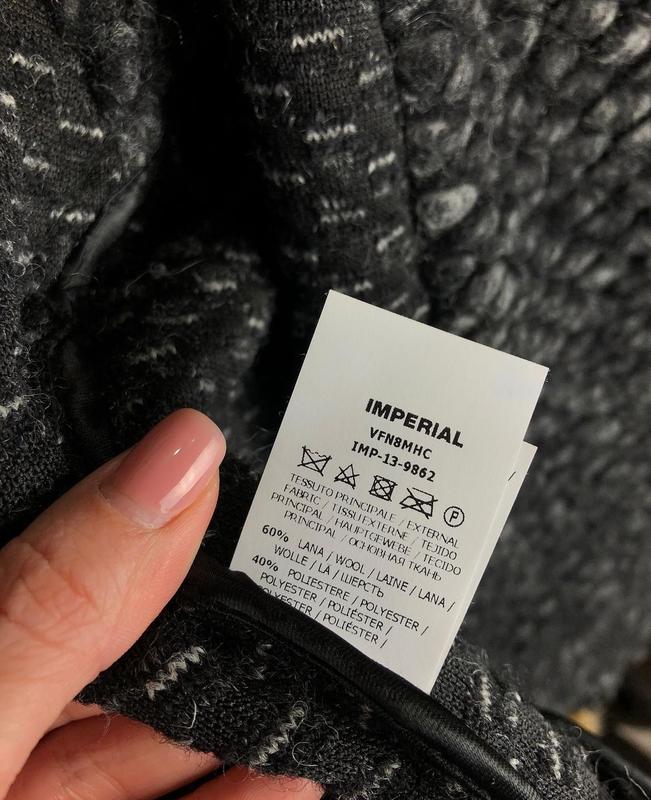 IMPERIAL
VFN8MHC
IMP-13-9862
P
TESSUTO PRINCIPALE / EXTERNAL
FABRIC / TISSU EXTERNE / TEJIDO
PRINCIPAL / HAUPTGEWEBE / TECIDO
PRINCIPAL / ОСНОВНАЯ ТКАНЬ
60% LANA / WOOL / LAINE / LANA /
WOLLE / LÃ / ШЕРСТЬ
40% POLIESTERE / POLYESTER /
POLYESTER / POLIÉSTER /
POLYESTER / POLIÉSTER /